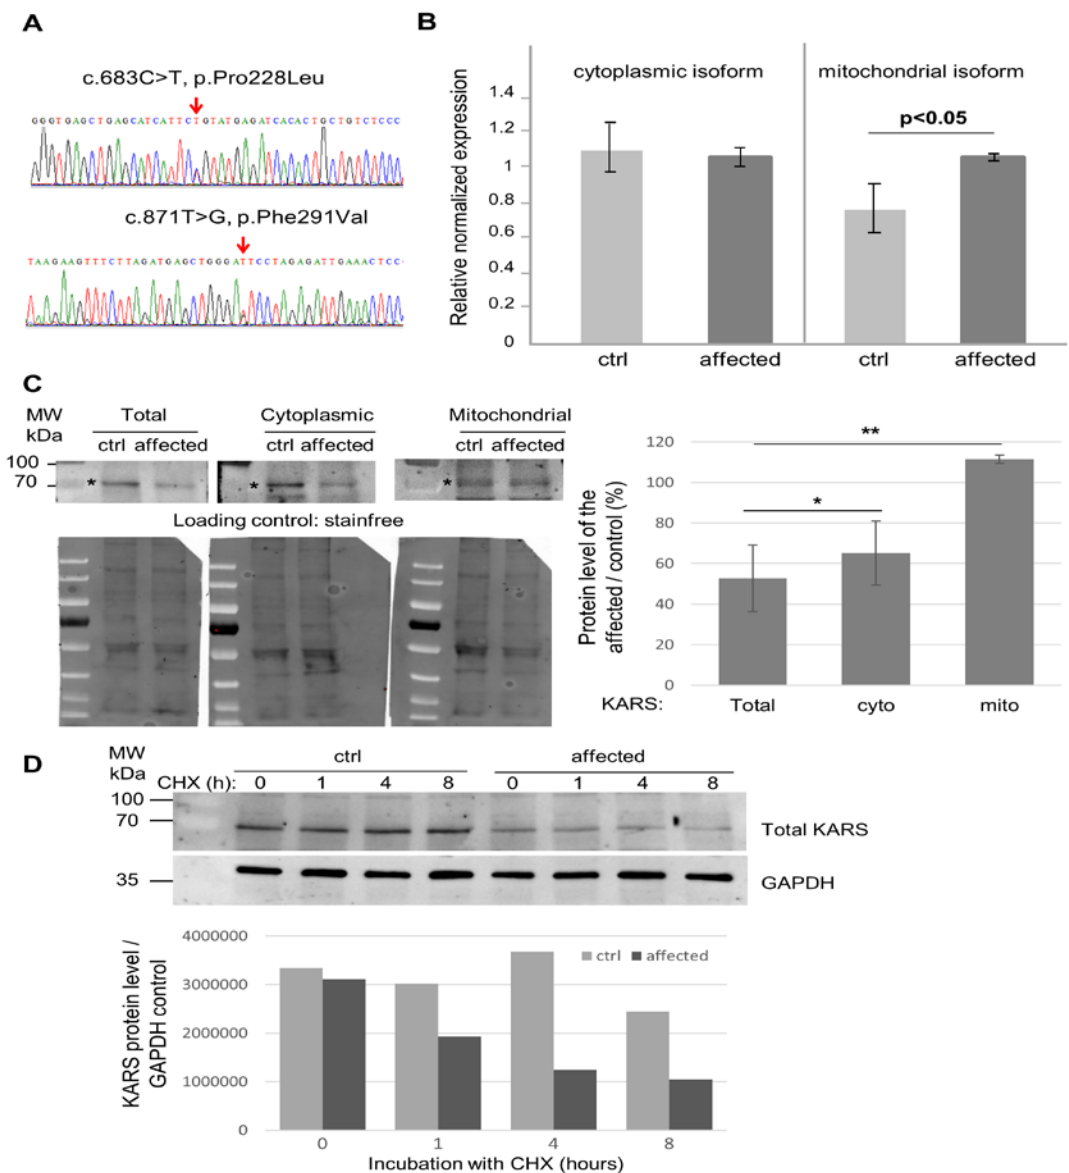 A
c.683C>T, p.Pro228Leu
GGGTGAGCTGAGCATCATTCTGTATGAGATCACACTGCTGTCTCCC
c.871T>G, p.Phe291Val
TAAGAAGTTTCTTAGATGAGCTGGGATTCCTAGAGATTGAAACTCC
B
cytoplasmic isoform
mitochondrial isoform
p<0.05
Relative normalized expression
1.4
1.2
1
0.8
0.6
0.4
0.2
0
ctrl
affected
ctrl
affected
C
MW
kDa
Total
Cytoplasmic
Mitochondrial
ctrl affected
ctrl affected
ctrl affected
100
70
*
*
*
Loading control: stainfree
Protein level of the
affected / control (%)
120
100
80
60
40
20
0
**
*
KARS:
Total
cyto
mito
D
MW
kDa
ctrl
affected
CHX (h): 0 1 4 8 0 1 4 8
100
70
Total KARS
35
GAPDH
KARS protein level /
GAPDH control
4000000
3000000
2000000
1000000
0
ctrl
affected
0 1 4 8
Incubation with CHX (hours)